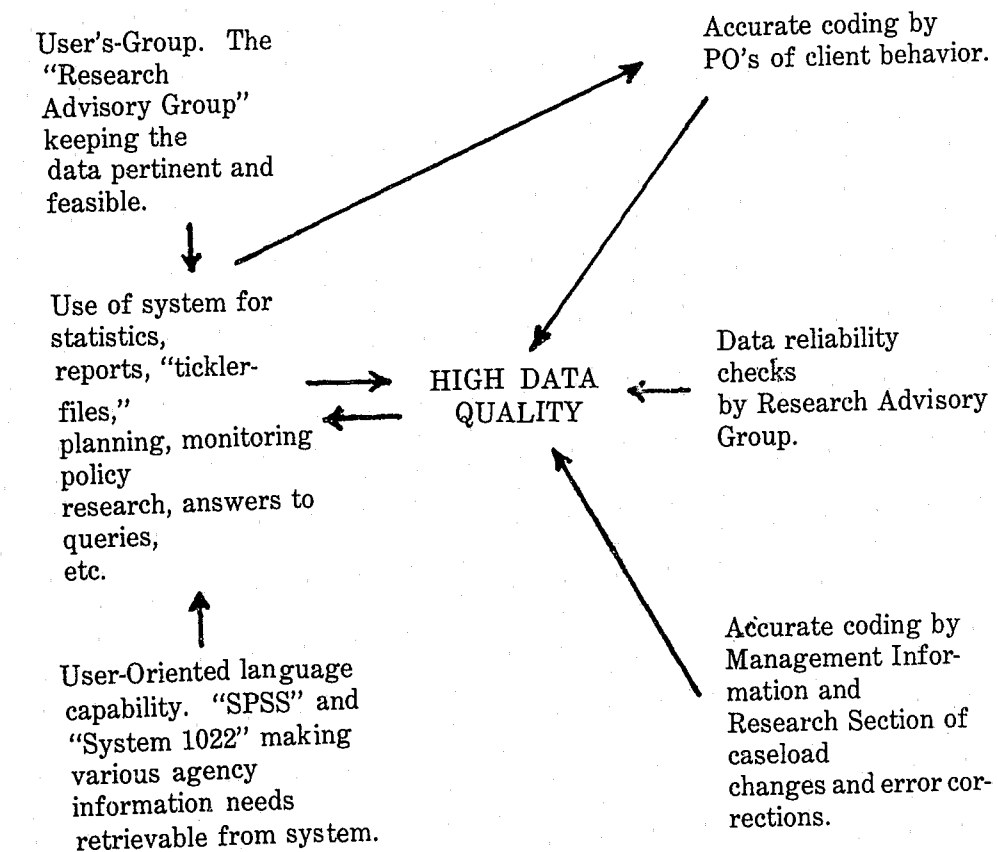 User's-Group. The
“Research
Advisory Group”
keeping the
data pertinent and
feasible.
Accurate coding by
PO's of client behavior.
Use of system for
statistics,
reports, “tickler-
files,”
planning, monitoring
policy
research, answers to
queries,
etc.
HIGH DATA
QUALITY
Data reliability
checks
by Research Advisory
Group.
User-Oriented language
capability. “SPSS” and
“System 1022” making
various agency
information needs
retrievable from system.
Accurate coding by
Management Infor-
mation and
Research Section of
caseload
changes and error cor-
rections.